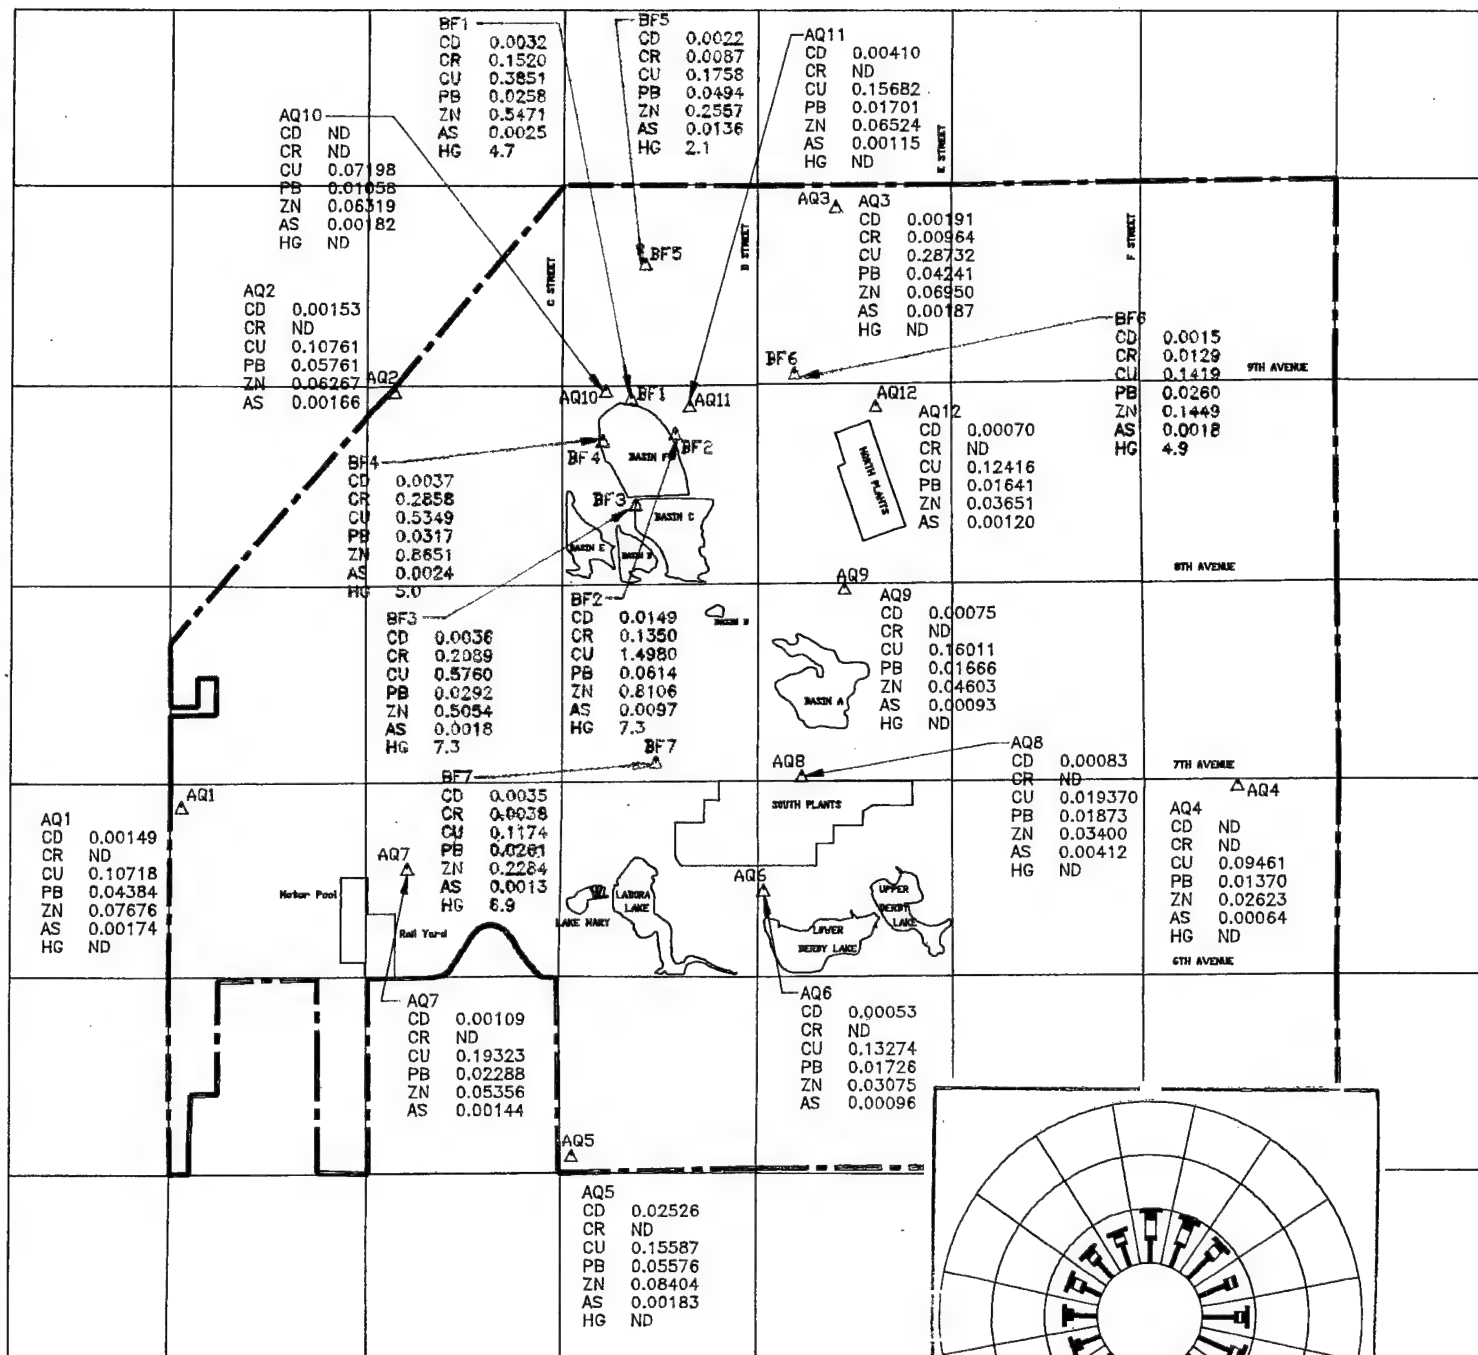 BF1
CD 0.0032
CR 0.1520
CU 0.3851
PB 0.0258
ZN 0.5471
AS 0.0025
HG 4.7
BF5
CD 0.0022
CR 0.0087
CU 0.1758
PB 0.0494
ZN 0.2557
AS 0.0136
HG 2.1
AQ11
CD 0.00410
CR ND
CU 0.15682
PB 0.01701
ZN 0.06524
AS 0.00115
HG ND
AQ10
CD ND
CR ND
CU 0.07198
PB 0.01058
ZN 0.06319
AS 0.00182
HG ND
E STREET
AQ3
AQ3
CD 0.00191
CR 0.00964
CU 0.28732
PB 0.04241
ZN 0.06950
AS 0.00187
HG ND
C STREET
D STREET
F STREET
BF5
AQ2
CD 0.00153
CR ND
CU 0.10761
PB 0.05761
ZN 0.06267
AS 0.00166
AQ2
BF6
CD 0.0015
CR 0.0129
CU 0.1419
PB 0.0260
ZN 0.1449
AS 0.0018
HG 4.9
9TH AVENUE
BF6
AQ10
BF1
AQ11
AQ12
AQ12
CD 0.00070
CR ND
CU 0.12416
PB 0.01641
ZN 0.03651
AS 0.00120
NORTH PLANTS
BF4
BASIN F
BF2
BF4
CD 0.0037
CR 0.2858
CU 0.5349
PB 0.0317
ZN 0.8651
AS 0.0024
HG 5.0
BF3
BASIN C
BASIN E
BASIN D
8TH AVENUE
AQ9
AQ9
CD 0.00075
CR ND
CU 0.16011
PB 0.01666
ZN 0.04603
AS 0.00093
HG ND
BF3
CD 0.0036
CR 0.2089
CU 0.5760
PB 0.0292
ZN 0.5054
AS 0.0018
HG 7.3
BF2
CD 0.0149
CR 0.1350
CU 1.4980
PB 0.0614
ZN 0.8106
AS 0.0097
HG 7.3
BASIN A
BF7
AQ8
AQ8
CD 0.00083
CR ND
CU 0.019370
PB 0.01873
ZN 0.03400
AS 0.00412
HG ND
7TH AVENUE
AQ4
AQ4
CD ND
CR ND
CU 0.09461
PB 0.01370
ZN 0.02623
AS 0.00064
HG ND
6TH AVENUE
BF7
CD 0.0035
CR 0.0038
CU 0.1174
PB 0.0261
ZN 0.2284
AS 0.0013
HG 6.9
SOUTH PLANTS
AQ1
AQ1
CD 0.00149
CR ND
CU 0.10718
PB 0.04384
ZN 0.07676
AS 0.00174
HG ND
AQ7
Motor Pool
Rail Yard
LAKE MARY
LADORA
LAKE
AQ6
UPPER
DERBY
LAKE
LOWER
DERBY LAKE
AQ7
CD 0.00109
CR ND
CU 0.19323
PB 0.02288
ZN 0.05356
AS 0.00144
AQ6
CD 0.00053
CR ND
CU 0.13274
PB 0.01726
ZN 0.03075
AS 0.00096
AQ5
AQ5
CD 0.02526
CR ND
CU 0.15587
PB 0.05576
ZN 0.08404
AS 0.00183
HG ND